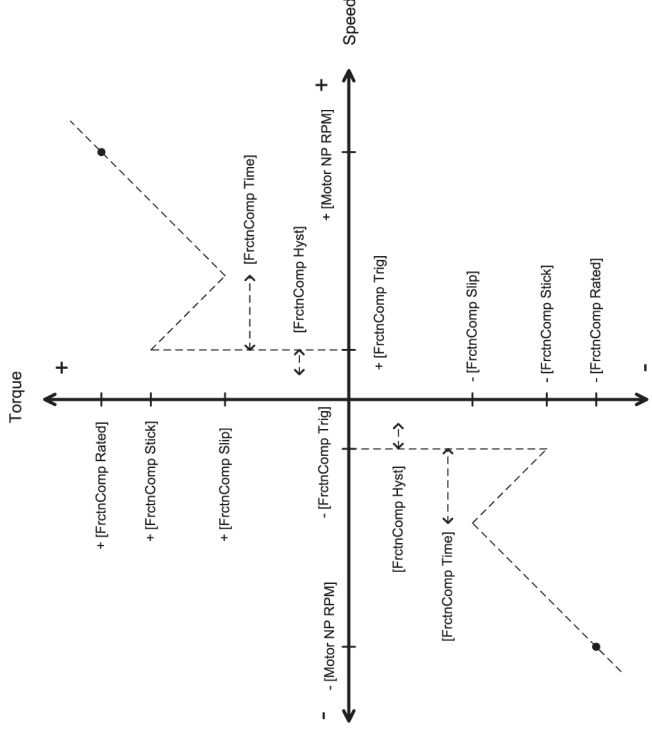 Speed
+
+ [Motor NP RPM]
[FrctnComp Time]
[FrctnComp Hyst]
+ [FrctnComp Trig]
- [FrctnComp Slip]
- [FrctnComp Stick]
- [FrctnComp Rated]
Torque
+
-
+ [FrctnComp Rated]
+ [FrctnComp Stick]
+ [FrctnComp Slip]
- [FrctnComp Trig]
[FrctnComp Hyst]
[FrctnComp Time]
- [Motor NP RPM]
-